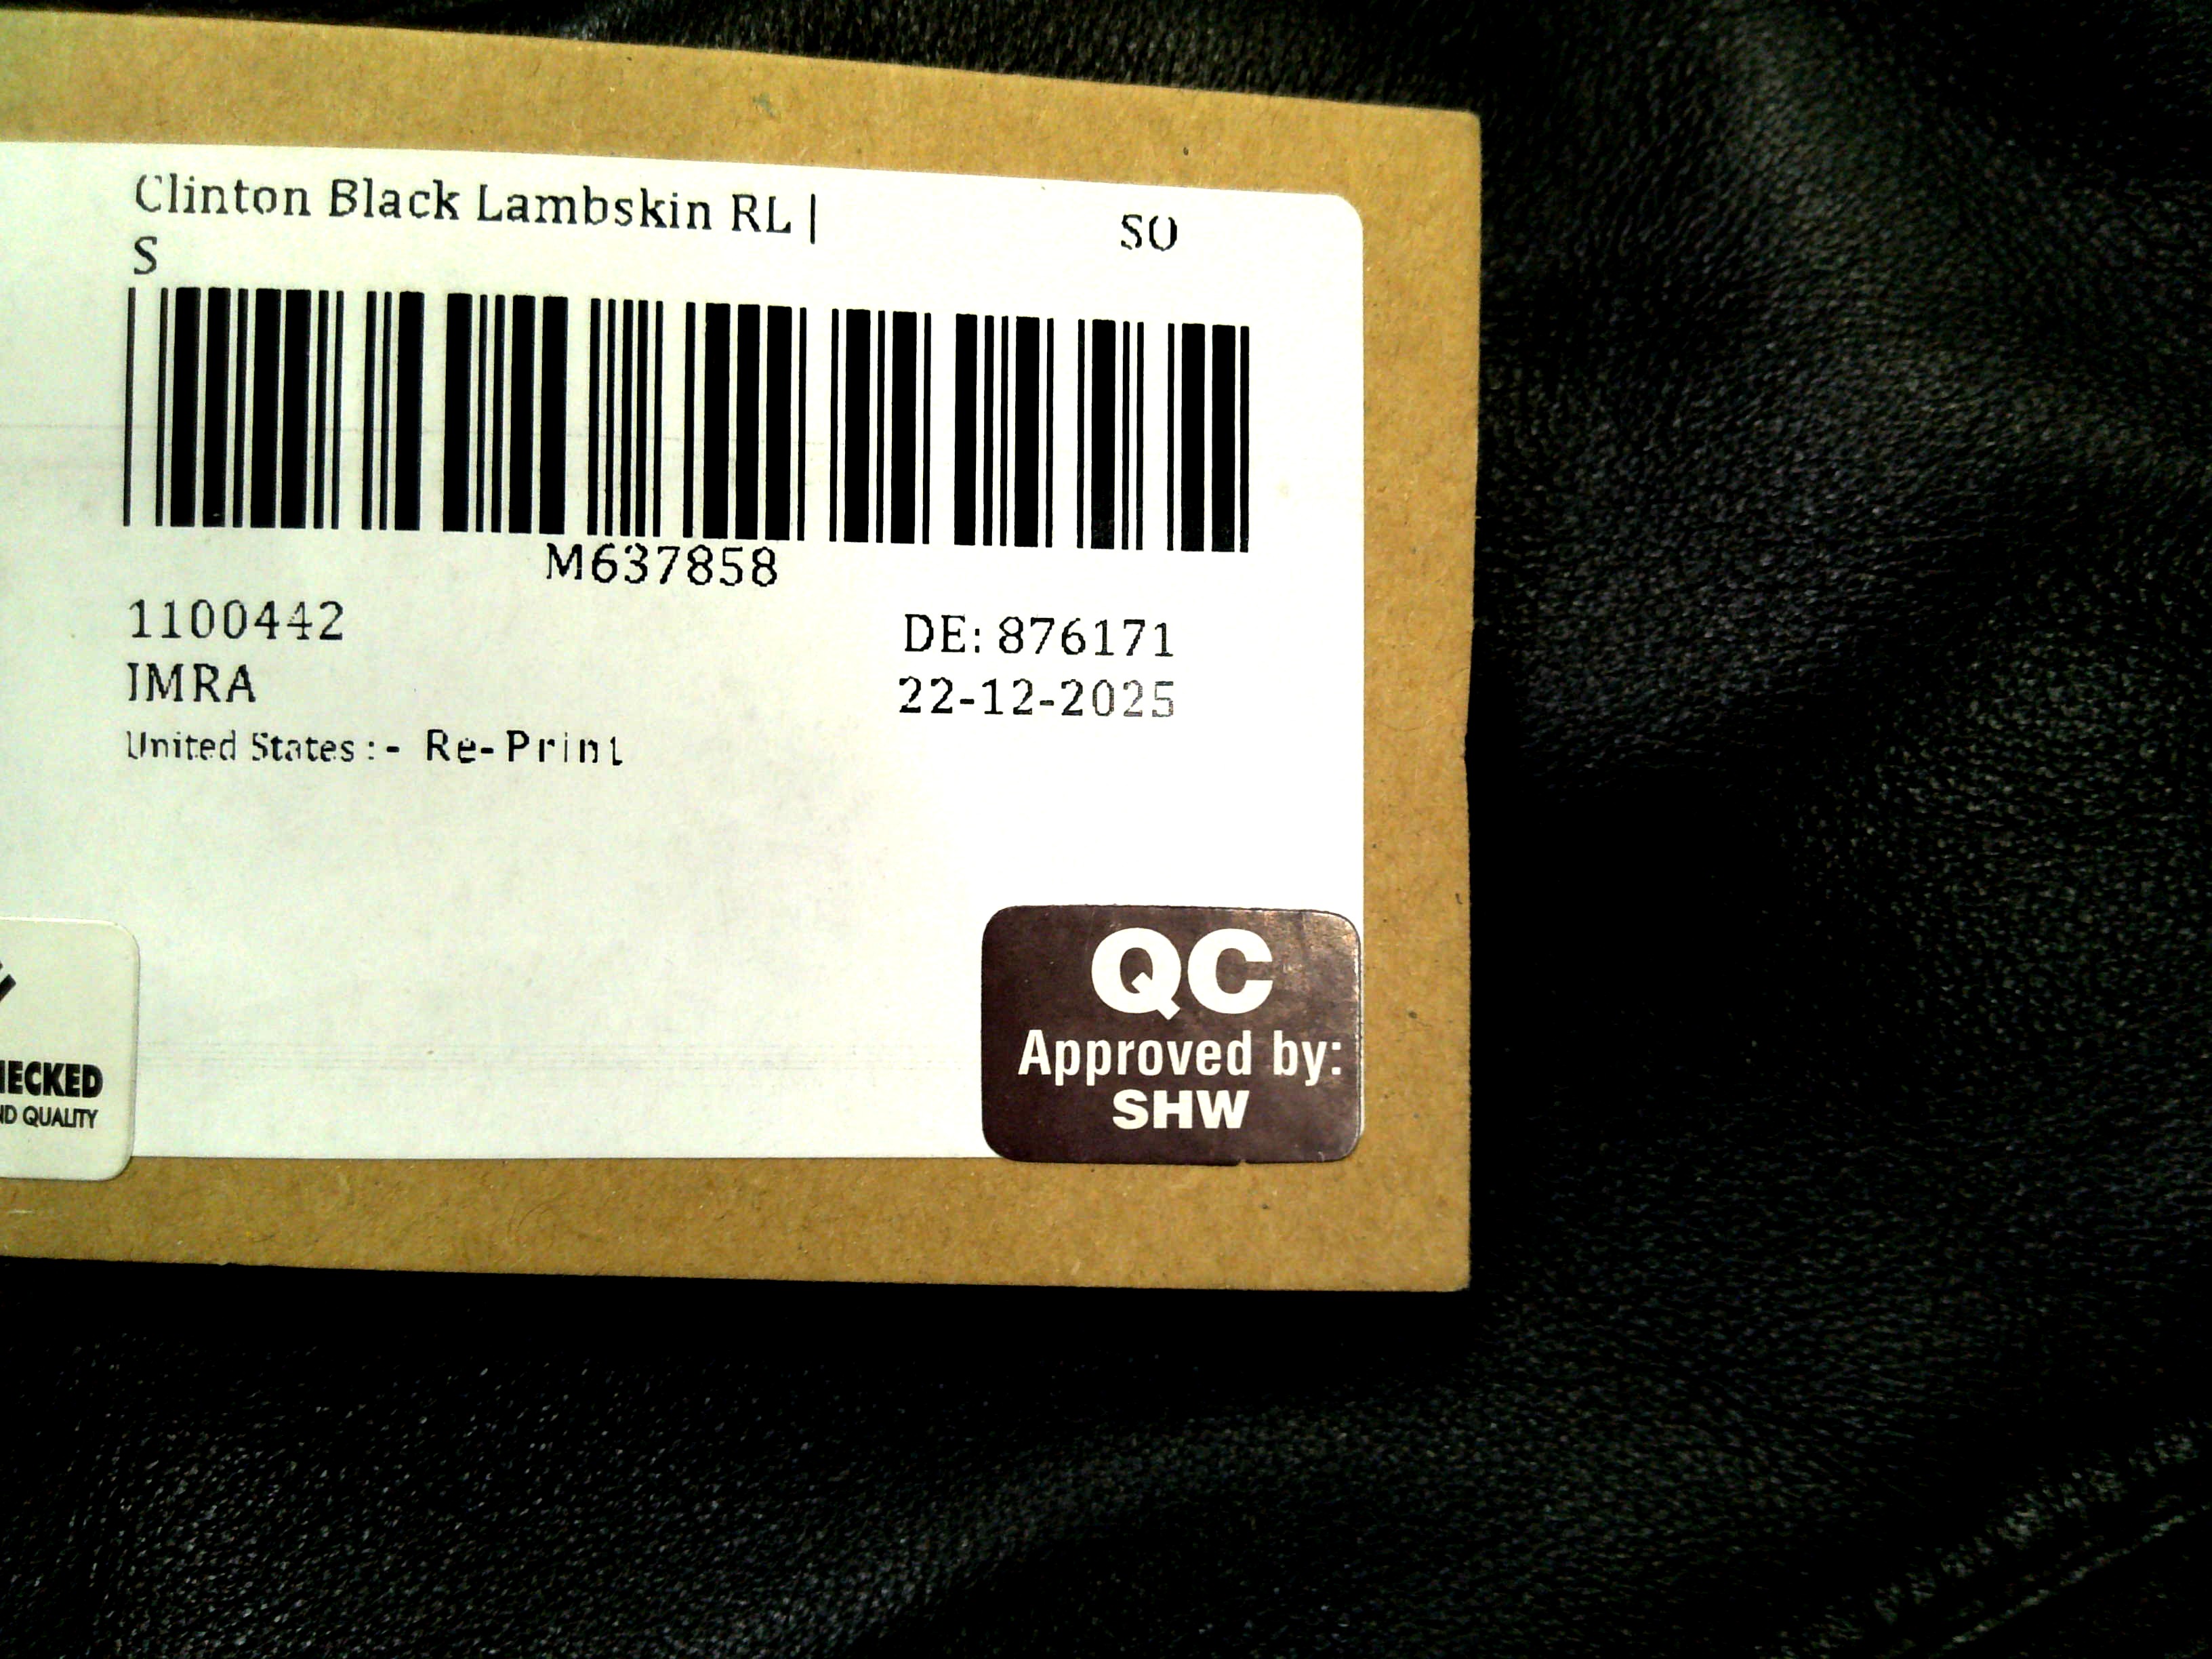 Clinton Black Lambskin RL | SO
S
M637858
1100442 DE: 876171
IMRA 22-12-2025
United States :- Re-Print
QC
Approved by:
SHW
QUALITY